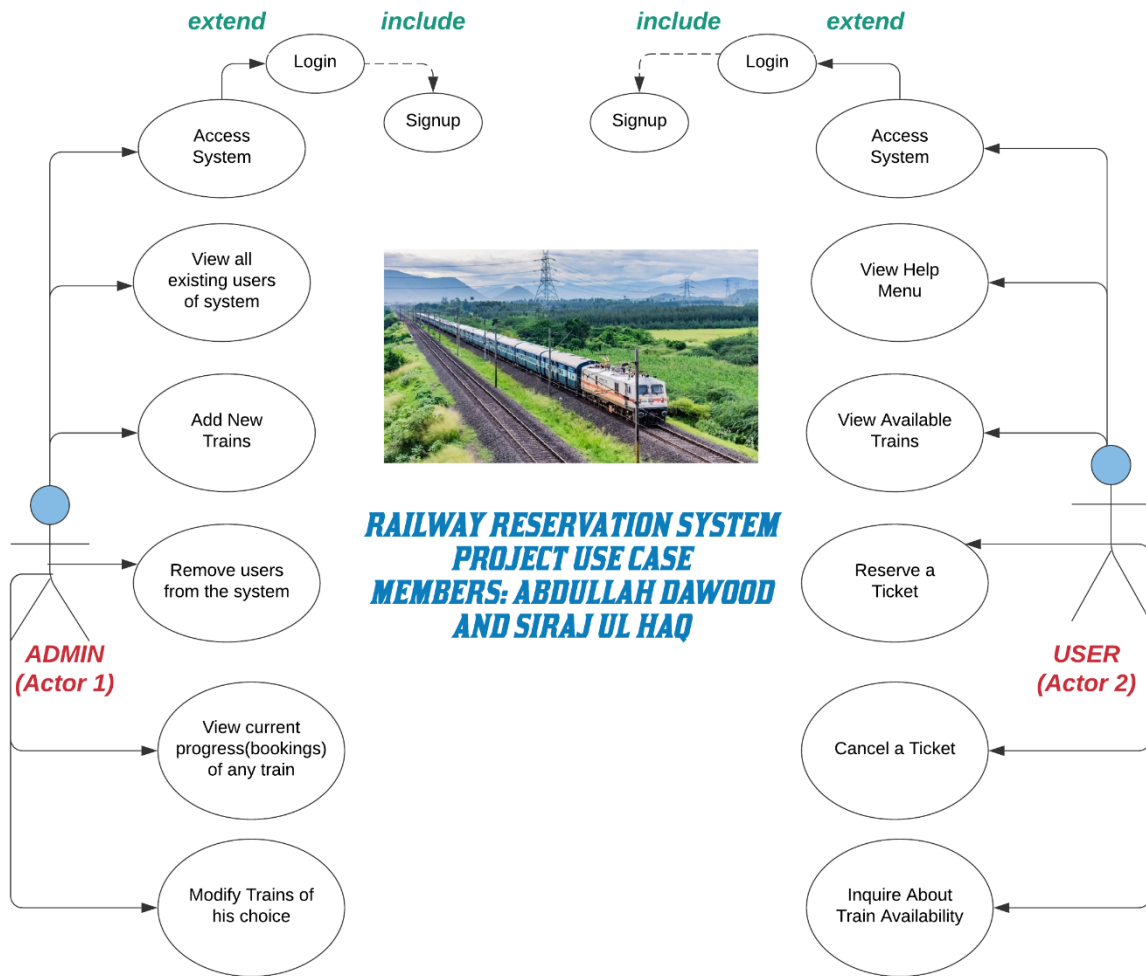 extend
include
include
extend
Login
Login
Signup
Signup
Access
System
Access
System
View all
existing users
of system
View Help
Menu
Add New
Trains
View Available
Trains
RAILWAY RESERVATION SYSTEM
PROJECT USE CASE
MEMBERS: ABDULLAH DAWOOD
AND SIRAJ UL HAQ
Remove users
from the system
Reserve a
Ticket
ADMIN
(Actor 1)
USER
(Actor 2)
View current
progress(bookings)
of any train
Cancel a Ticket
Modify Trains of
his choice
Inquire About
Train Availability